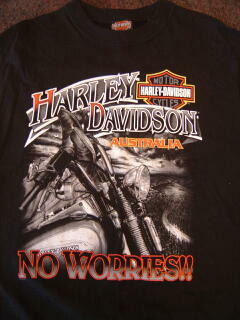 HARLEY
MOTOR
HARLEY-DAVIDSON
CYCLES
DAVIDSON
AUSTRALIA
NO WORRIES!!